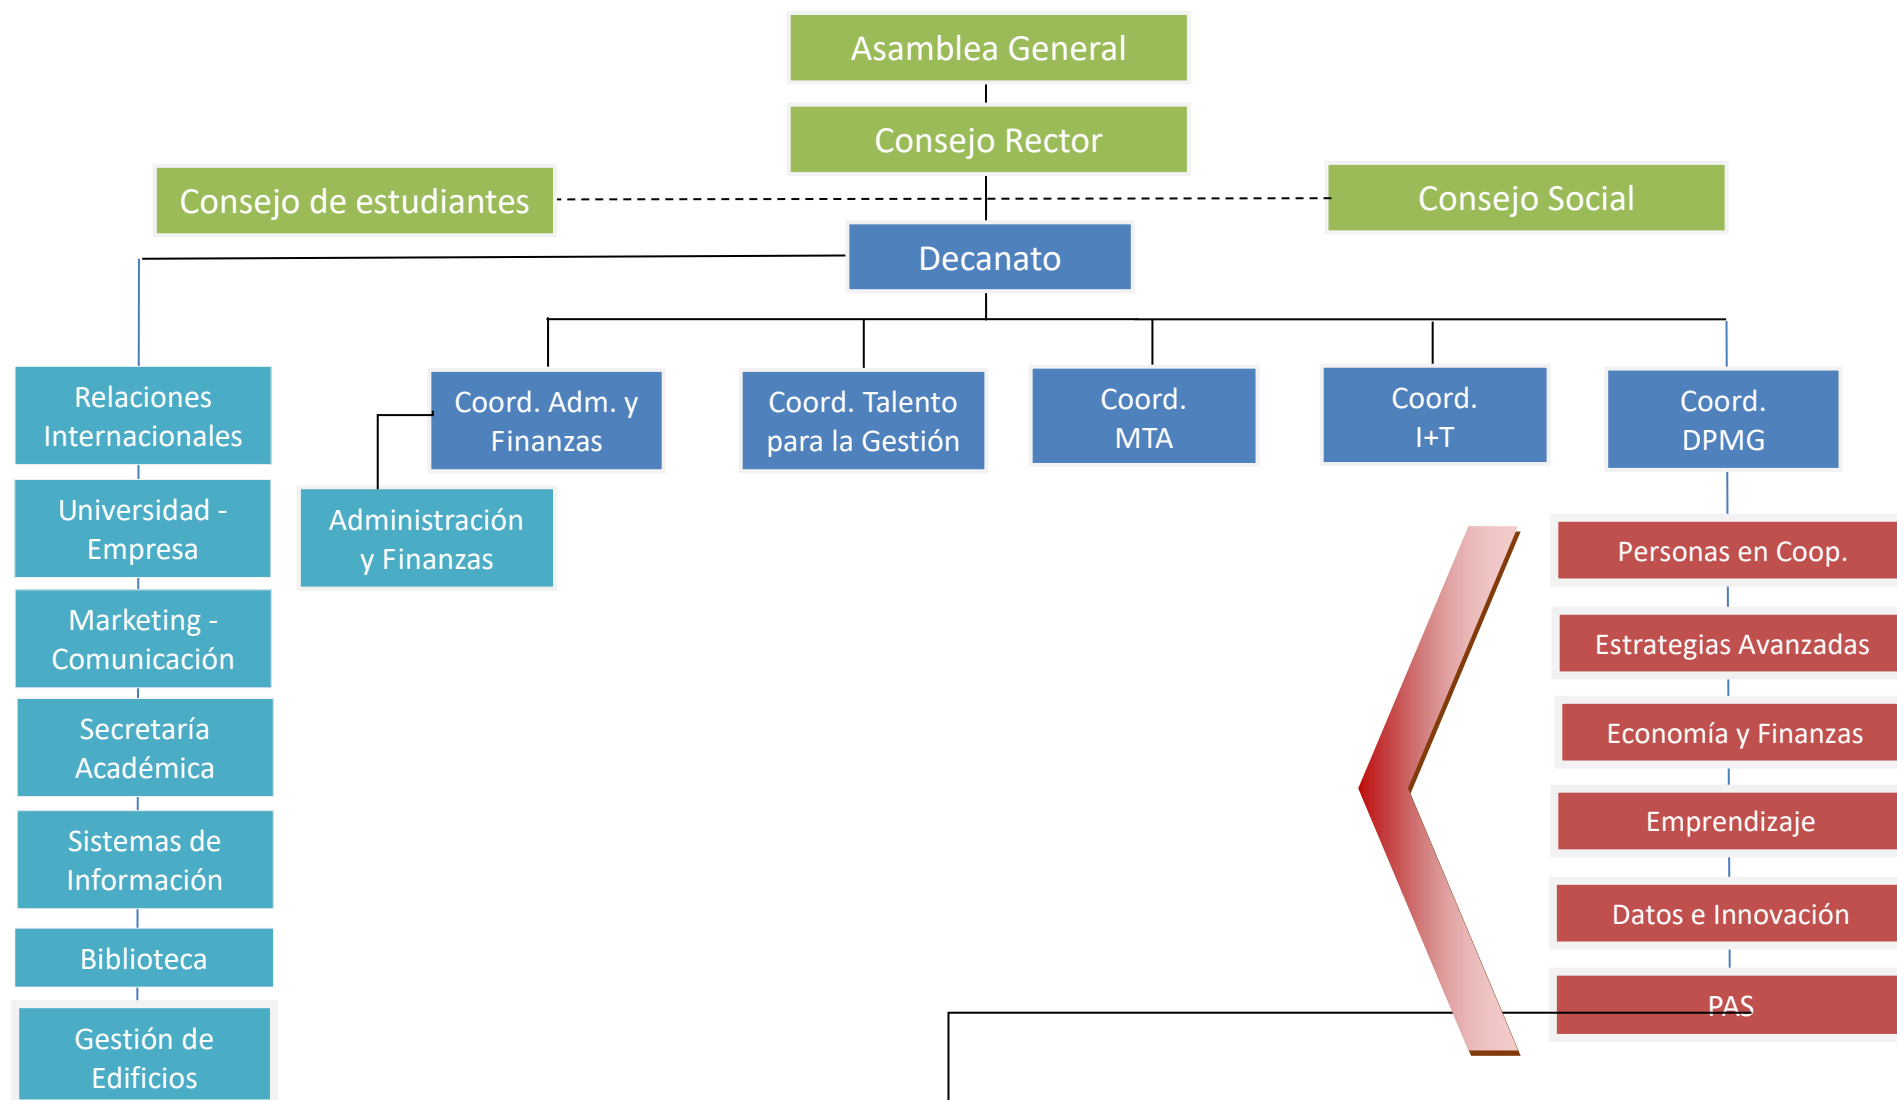 Asamblea General
Consejo Rector
Consejo de estudiantes
Consejo Social
Decanato
Relaciones
Internacionales
Coord. Adm. y
Finanzas
Coord. Talento
para la Gestión
Coord.
MTA
Coord.
I+T
Coord.
DPMG
Universidad -
Empresa
Administración
y Finanzas
Marketing -
Comunicación
Secretaría
Académica
Sistemas de
Información
Biblioteca
Gestión de
Edificios
Personas en Coop.
Estrategias Avanzadas
Economía y Finanzas
Emprendizaje
Datos e Innovación
PAS